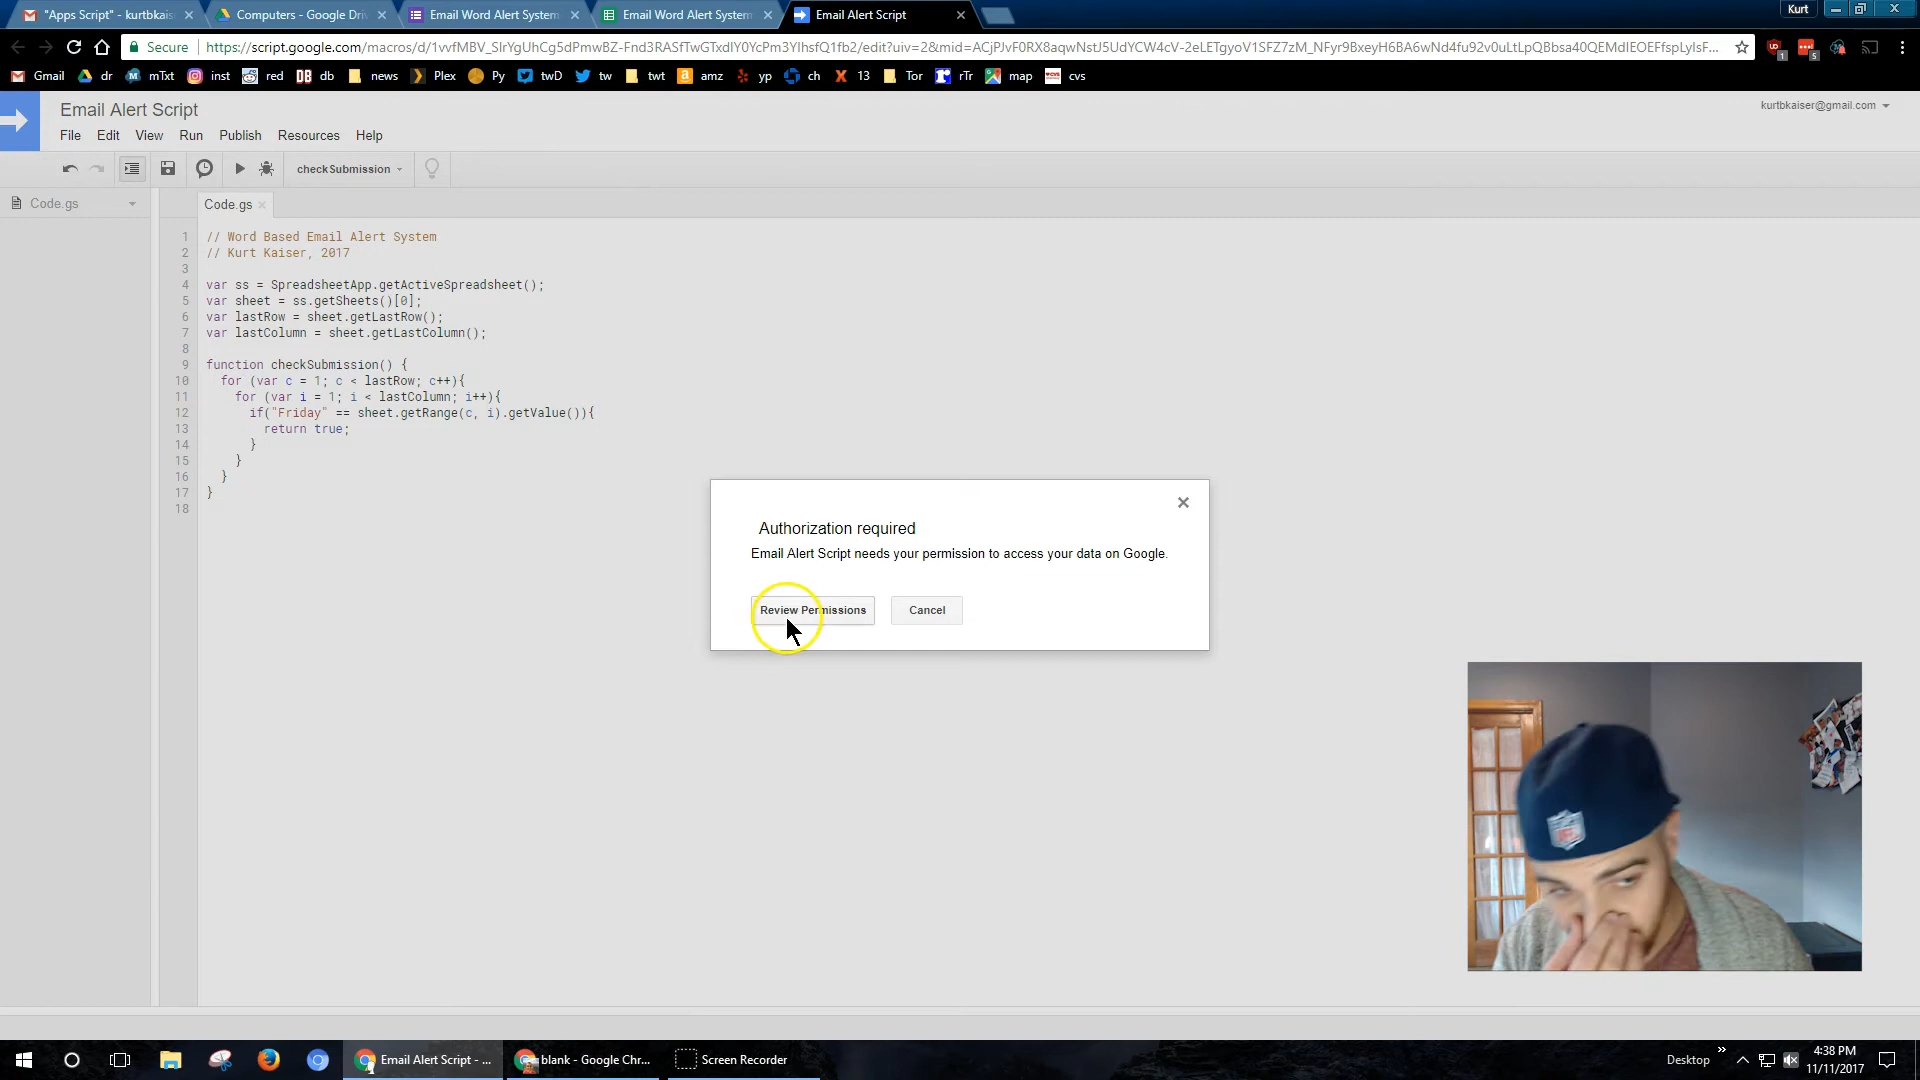 "Apps Script" - kurtbkai
Computers - Google Dri
Email Word Alert System
Email Word Alert System
Email Alert Script
Kurt
Secure
https://script.google.com/macros/d/1vvfMBV_SIrYgUhCg5dPmwBZ-Fnd3RASfTwGTxdIY0YcPm3YIhsfQ1fb2/edit?uiv=2&mid=ACjPJvF0RX8aqwNstJ5UdYCW4cV-2eLETgyoV1SFZ7zM_NFyr9BxeyH6BA6wNd4fu92v0uLtLpQBbsa40QEMdIEOEFfspLyIsF...
Gmail dr mTxt inst red DB db news Plex Py twD tw twt amz yp ch X 13 Tor rTr map cvs
Email Alert Script
kurtbkaiser@gmail.com
File Edit View Run Publish Resources Help
checkSubmission
Code.gs
Code.gs
1 // Word Based Email Alert System
2 // Kurt Kaiser, 2017
3
4 var ss = SpreadsheetApp.getActiveSpreadsheet();
5 var sheet = ss.getSheets()[0];
6 var lastRow = sheet.getLastRow();
7 var lastColumn = sheet.getLastColumn();
8
9 function checkSubmission() {
10 for (var c = 1; c < lastRow; c++){
11 for (var i = 1; i < lastColumn; i++){
12 if("Friday" == sheet.getRange(c, i).getValue()){
13 return true;
14 }
15 }
16 }
17 }
18
Authorization required
Email Alert Script needs your permission to access your data on Google.
Review Permissions
Cancel
Email Alert Script - ...
blank - Google Chr...
Screen Recorder
Desktop
4:38 PM
11/11/2017